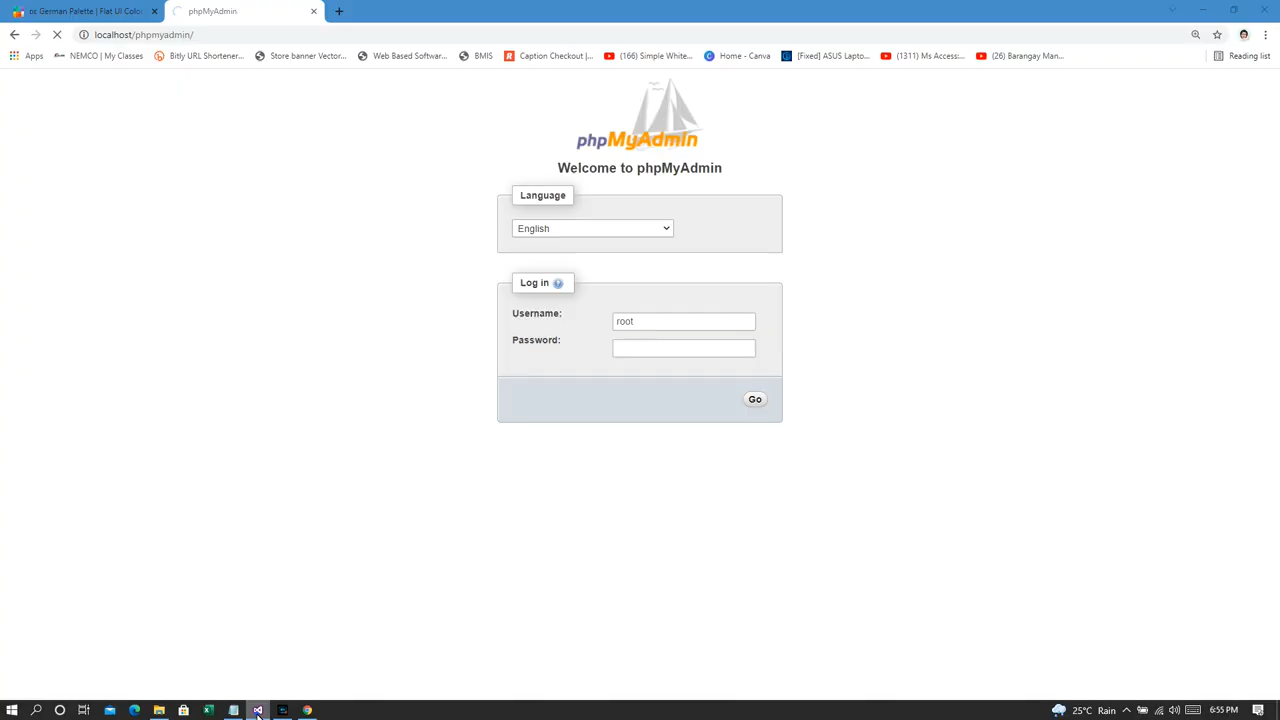 German Palette | Flat UI Colo
phpMyAdmin
localhost/phpmyadmin/
Apps
NEMCO | My Classes
Bitly URL Shortener...
Store banner Vector...
Web Based Softwar...
BMIS
Caption Checkout |...
(166) Simple White...
Home - Canva
[Fixed] ASUS Lapto...
(1311) Ms Access:...
(26) Barangay Man...
Reading list
phpMyAdmin
Welcome to phpMyAdmin
Language
English
Log in
Username:
root
Password:
Go
25°C Rain
6:55 PM